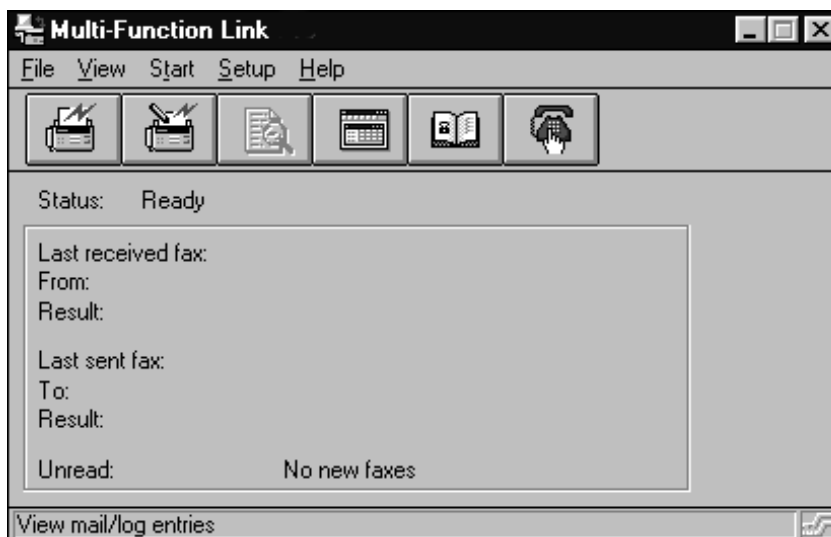 Multi-Function Link
File View Start Setup Help
Status: Ready
Last received fax:
From:
Result:
Last sent fax:
To:
Result:
Unread: No new faxes
View mail/log entries